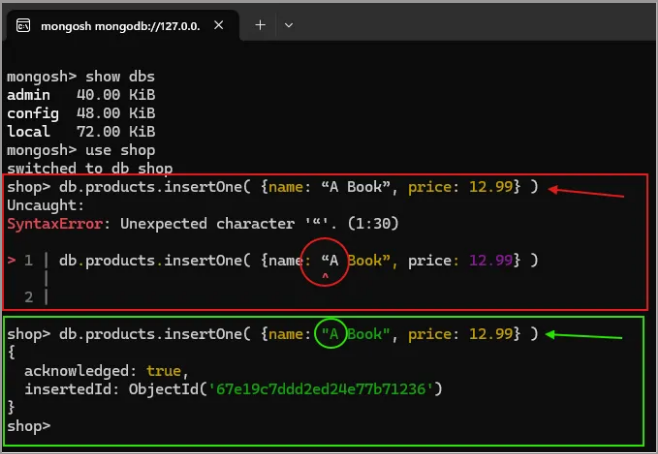 mongosh mongodb://127.0.0.
mongosh> show dbs
admin   40.00 KiB
config  48.00 KiB
local   72.00 KiB
mongosh> use shop
switched to db shop
shop> db.products.insertOne( {name: “A Book”, price: 12.99} )
Uncaught:
SyntaxError: Unexpected character '“'. (1:30)
> 1 | db.products.insertOne( {name: “A Book”, price: 12.99} )
|                               ^
2 |
shop> db.products.insertOne( {name: "A Book", price: 12.99} )
{
  acknowledged: true,
  insertedId: ObjectId('67e19c7ddd2ed24e77b71236')
}
shop>